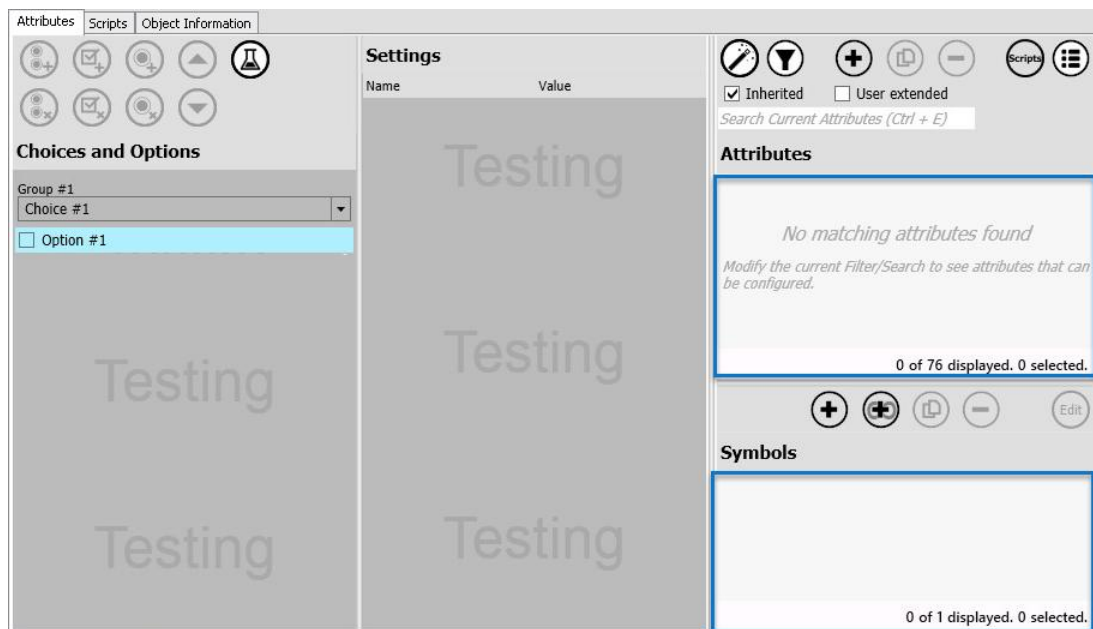 Attributes
Scripts
Object Information
Choices and Options
Group #1
Choice #1
Option #1
Testing
Testing
Settings
Name Value
Testing
Testing
Testing
Scripts
Inherited User extended
Search Current Attributes (Ctrl + E)
Attributes
No matching attributes found
Modify the current Filter/Search to see attributes that can
be configured.
0 of 76 displayed. 0 selected.
Edit
Symbols
0 of 1 displayed. 0 selected.